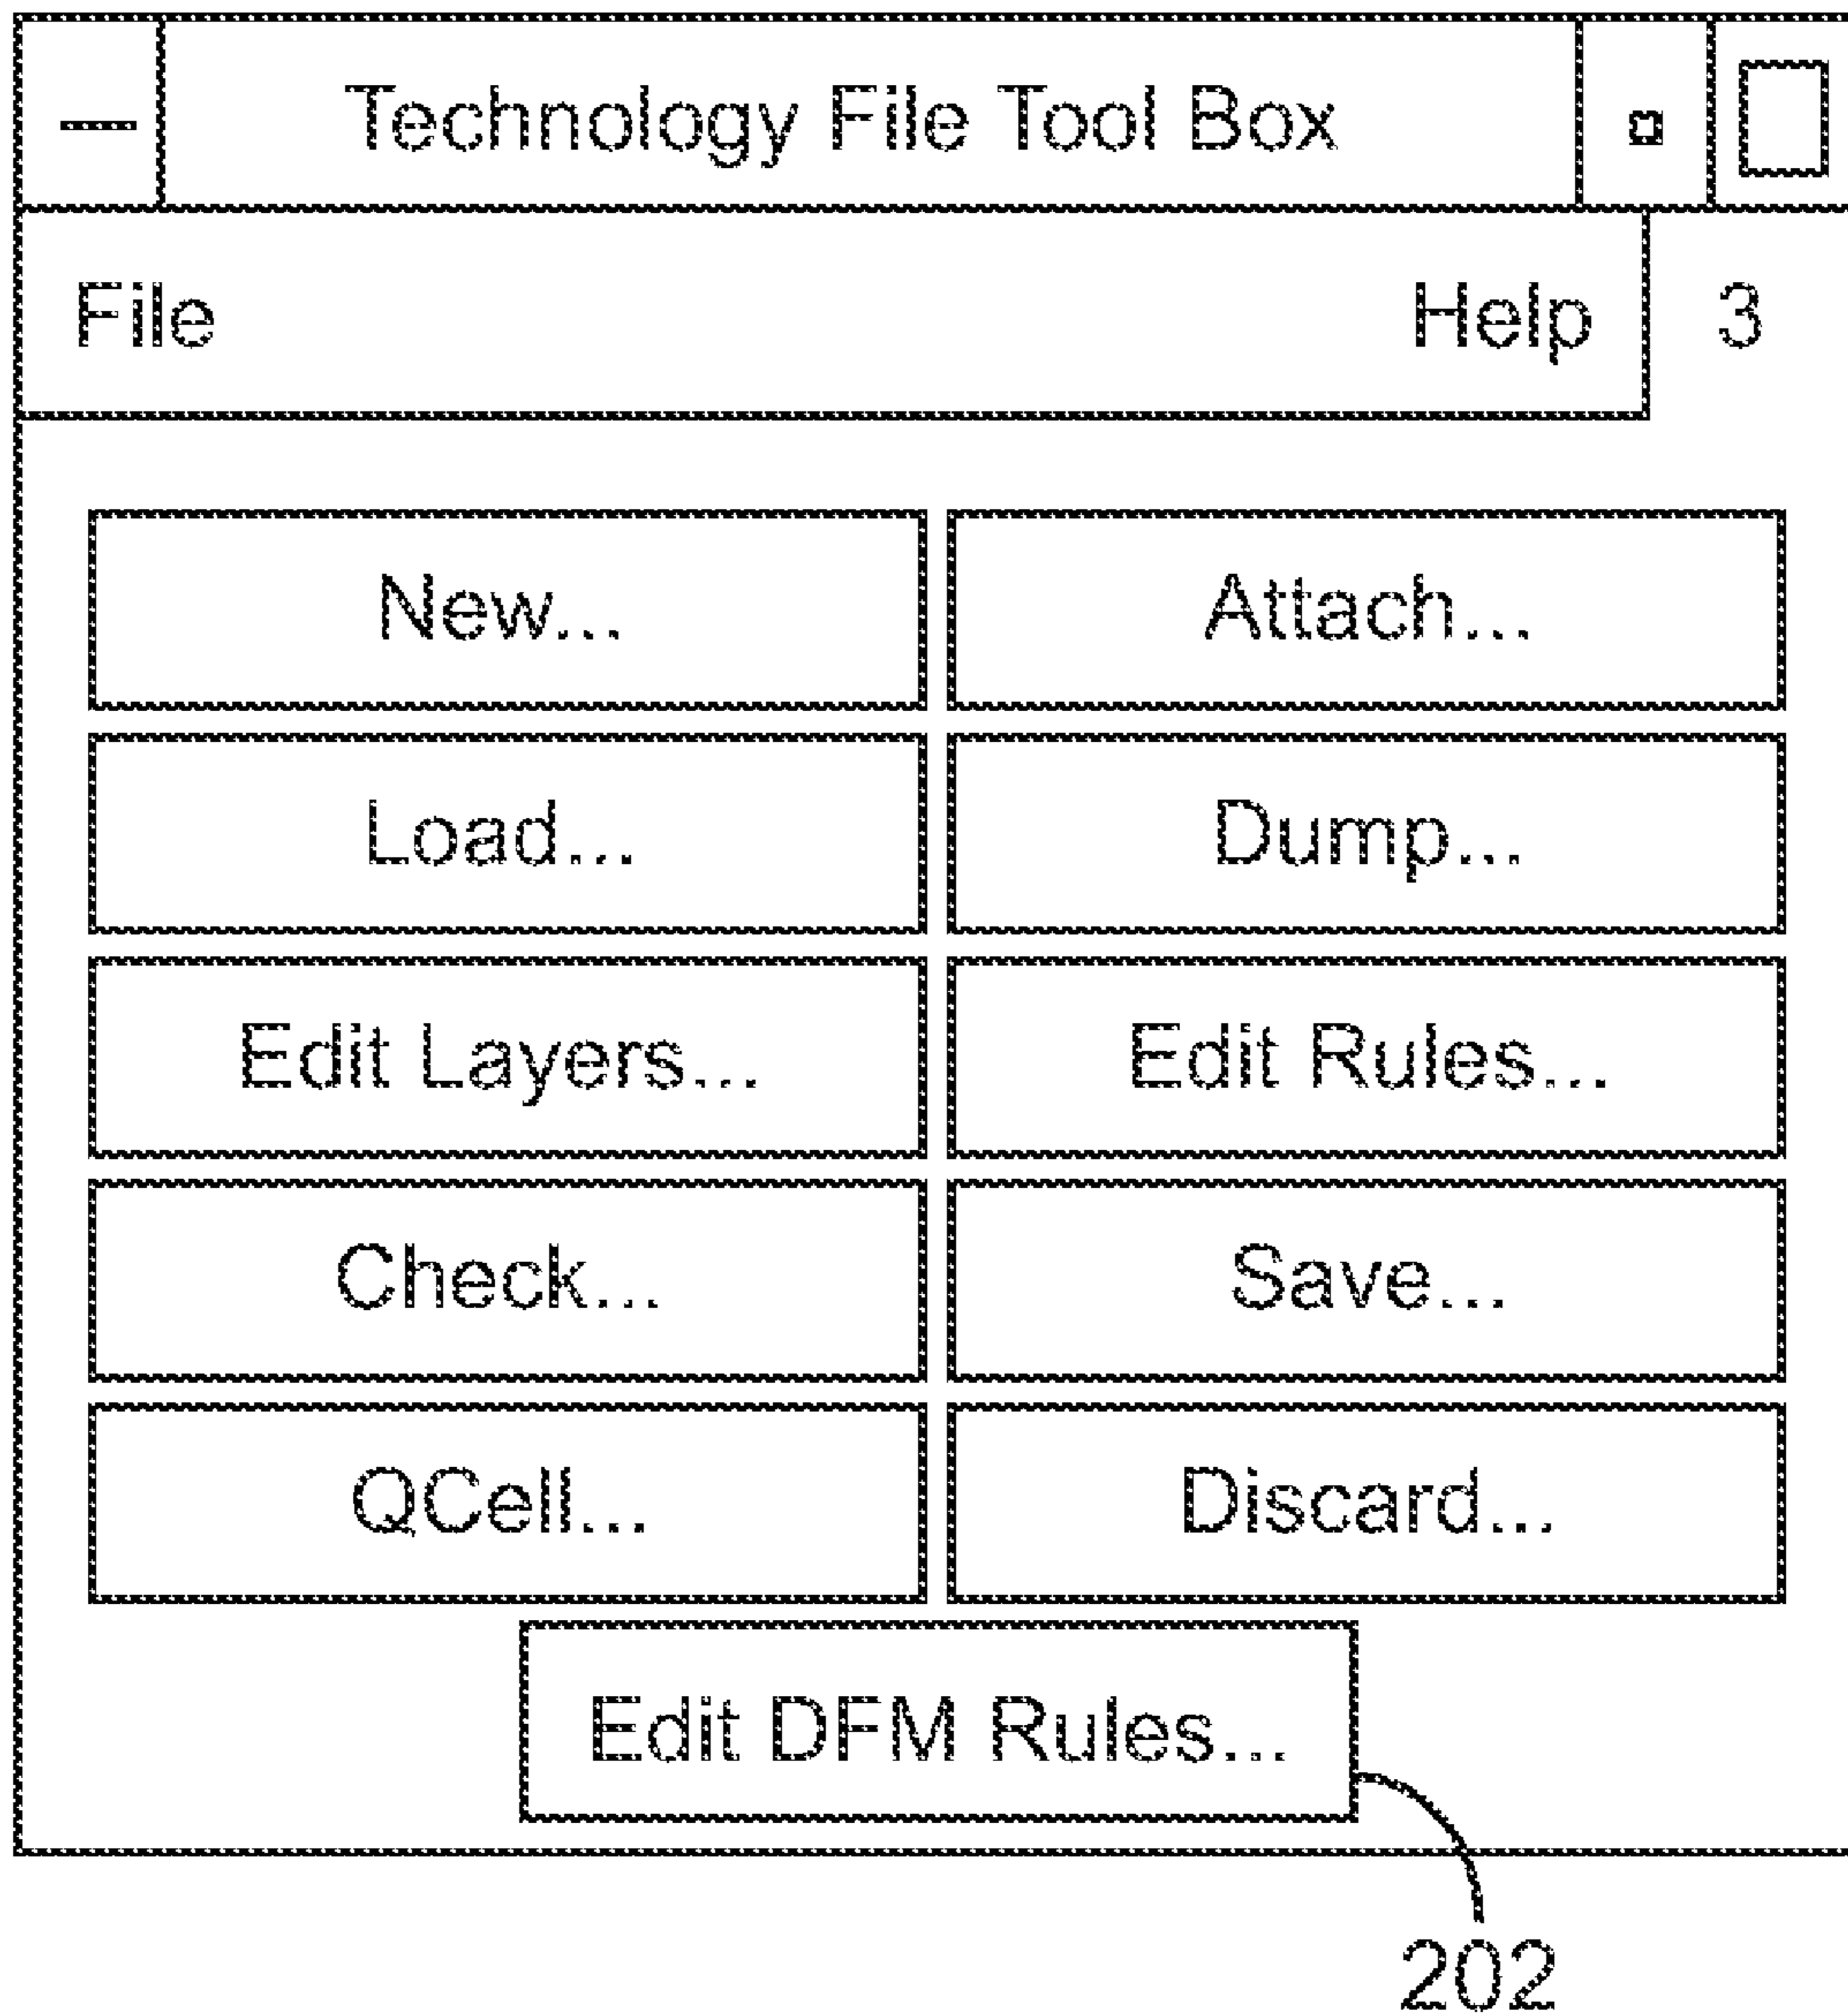 Technology File Tool Box
File Help 3
New... Attach...
Load... Dump...
Edit Layers... Edit Rules...
Check... Save...
QCell... Discard...
Edit DFM Rules...
202